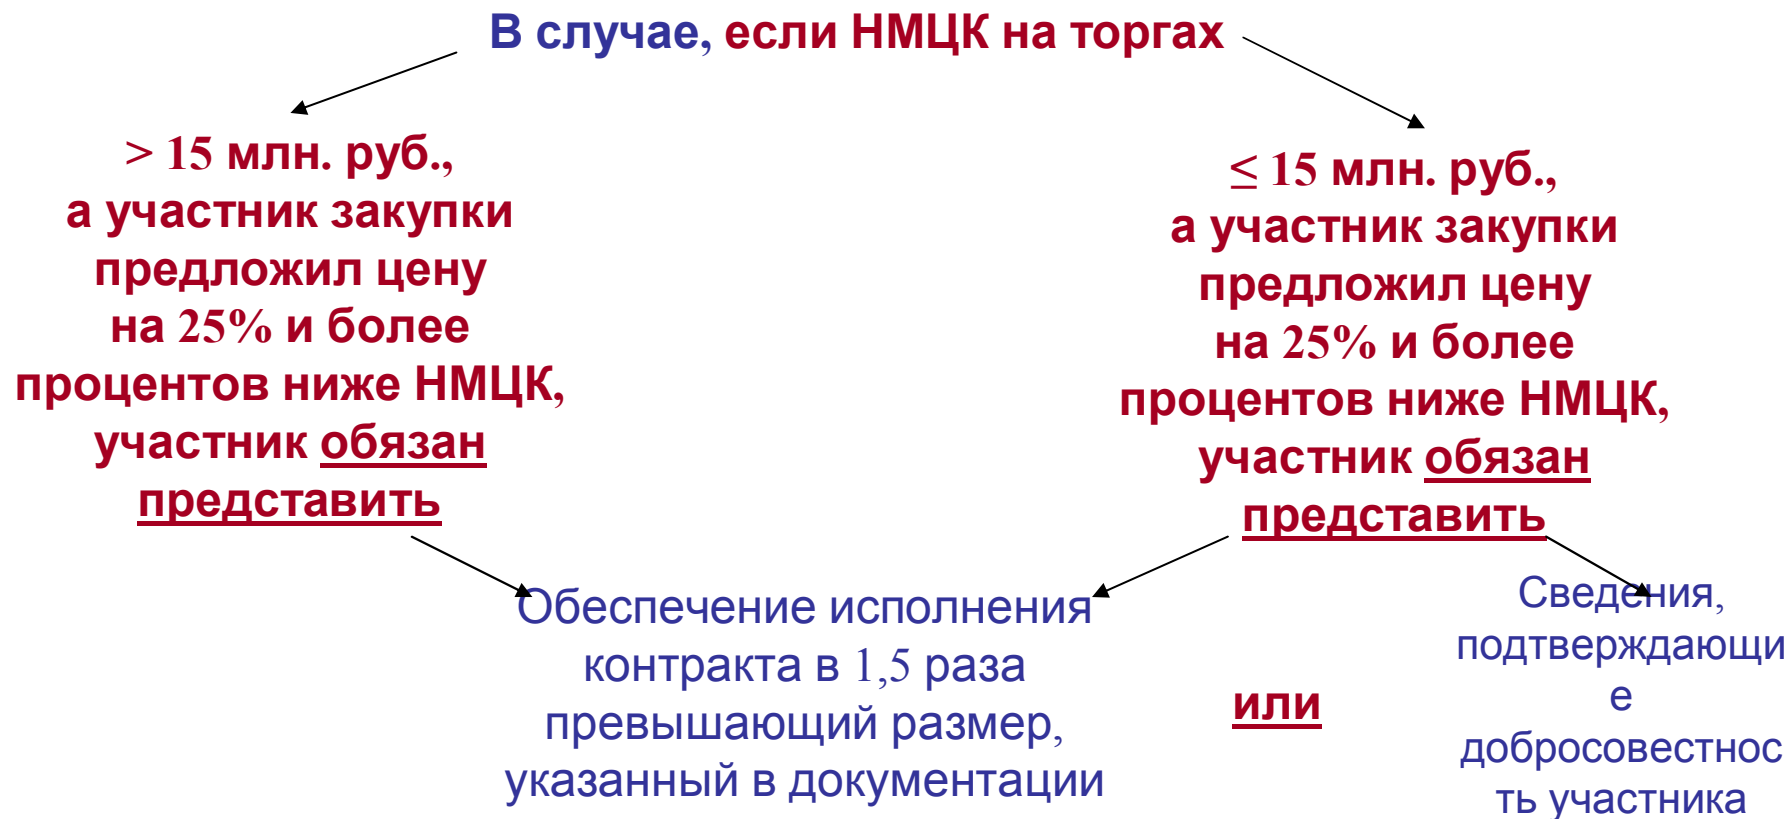 В случае, если НМЦК на торгах
> 15 млн. руб.,
а участник закупки
предложил цену
на 25% и более
процентов ниже НМЦК,
участник обязан
представить
≤ 15 млн. руб.,
а участник закупки
предложил цену
на 25% и более
процентов ниже НМЦК,
участник обязан
представить
Обеспечение исполнения
контракта в 1,5 раза
превышающий размер,
указанный в документации
или
Сведения,
подтверждающи
е
добросовестнос
ть участника